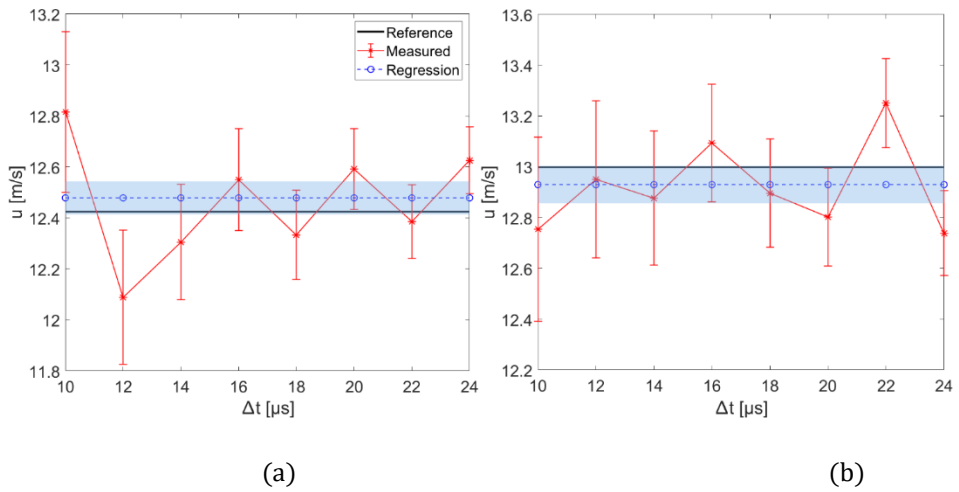 13.2
13
12.8
12.6
12.4
12.2
12
11.8
u [m/s]
10 12 14 16 18 20 22 24
Δt [μs]
Reference
Measured
Regression
13.6
13.4
13.2
13
12.8
12.6
12.4
12.2
u [m/s]
10 12 14 16 18 20 22 24
Δt [μs]
(a) (b)